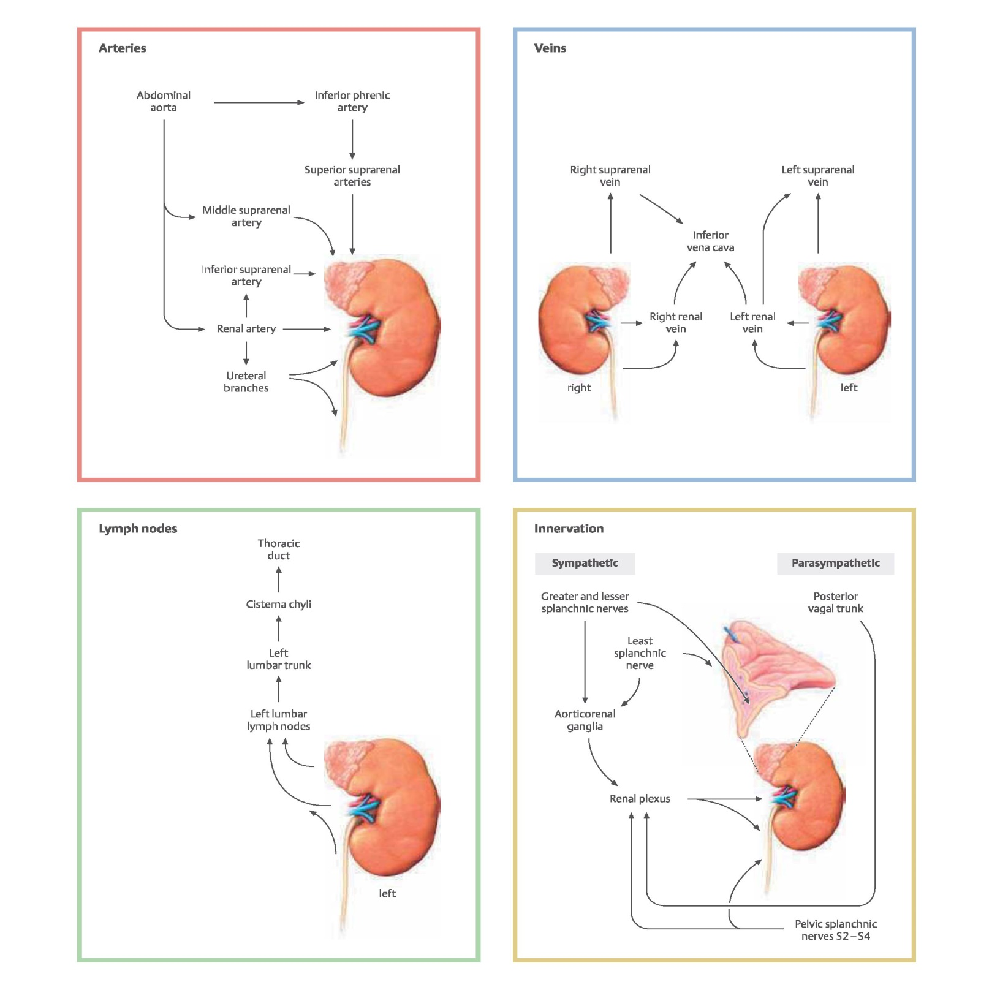 Arteries
Abdominal
aorta
Inferior phrenic
artery
Superior suprarenal
arteries
Middle suprarenal
artery
Inferior suprarenal
artery
Renal artery
Ureteral
branches
Veins
Right suprarenal
vein
Left suprarenal
vein
Inferior
vena cava
Right renal
vein
Left renal
vein
right
left
Lymph nodes
Thoracic
duct
Cisterna chyli
Left
lumbar trunk
Left lumbar
lymph nodes
left
Innervation
Sympathetic
Parasympathetic
Greater and lesser
splanchnic nerves
Posterior
vagal trunk
Least
splanchnic
nerve
Aorticorenal
ganglia
Renal plexus
Pelvic splanchnic
nerves S2–S4